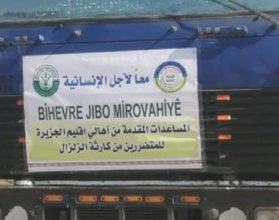 معاً لأجل الإنسانية
BIHEVRE JIBO MIROVAHIYÊ
المساعدات المقدمة من أهالي اقليم الجزيرة
للمتضررين من كارثة الزلزال